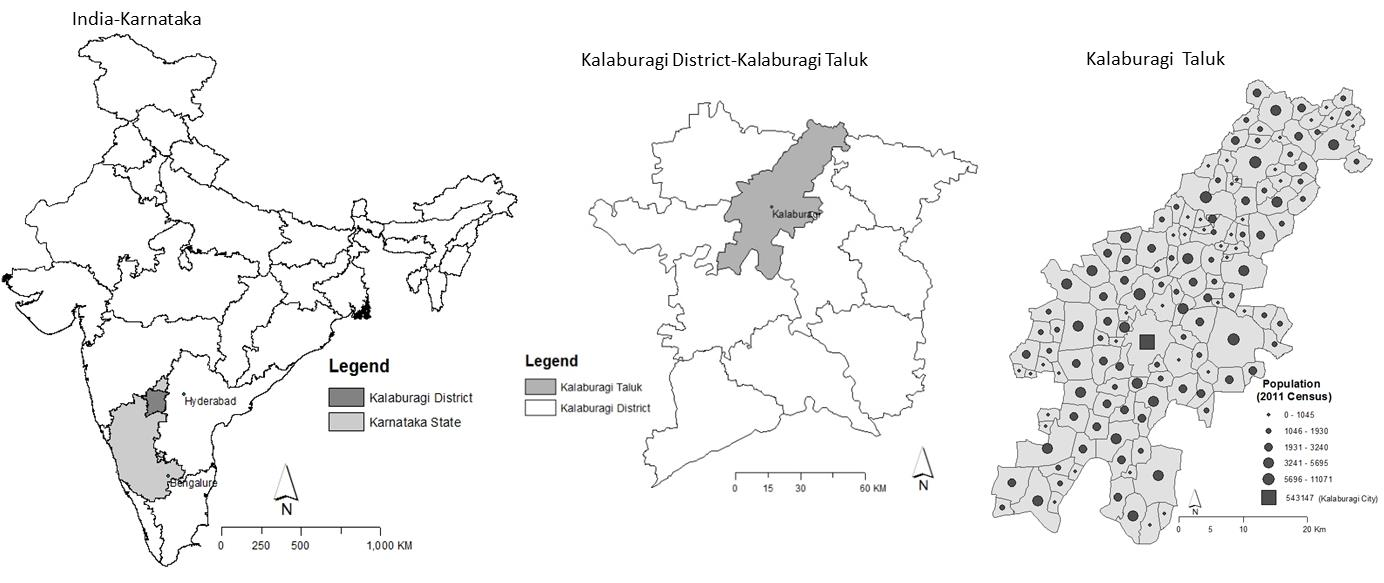 India-Karnataka
Hyderabad
Bengalure
Legend
Kalaburagi District
Karnataka State
N
0 250 500 1,000 KM
Kalaburagi District-Kalaburagi Taluk
Kalaburagi
Legend
Kalaburagi Taluk
Kalaburagi District
N
0 15 30 60 KM
Kalaburagi Taluk
Population
(2011 Census)
0 - 1045
1046 - 1930
1931 - 3240
3241 - 5695
5696 - 11071
543147 (Kalaburagi City)
N
0 5 10 20 Km